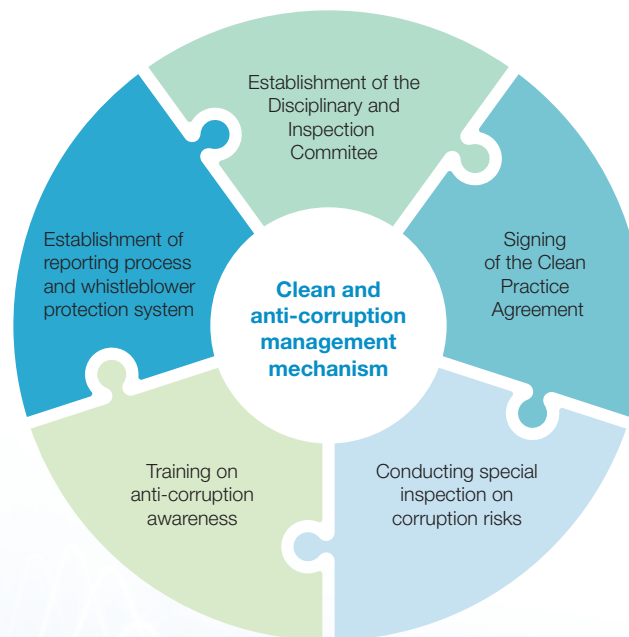 Establishment of the
Disciplinary and
Inspection
Commitee
Signing
of the Clean
Practice
Agreement
Conducting special
inspection on
corruption risks
Training on
anti-corruption
awareness
Establishment of
reporting process
and whistleblower
protection system
Clean and
anti-corruption
management
mechanism